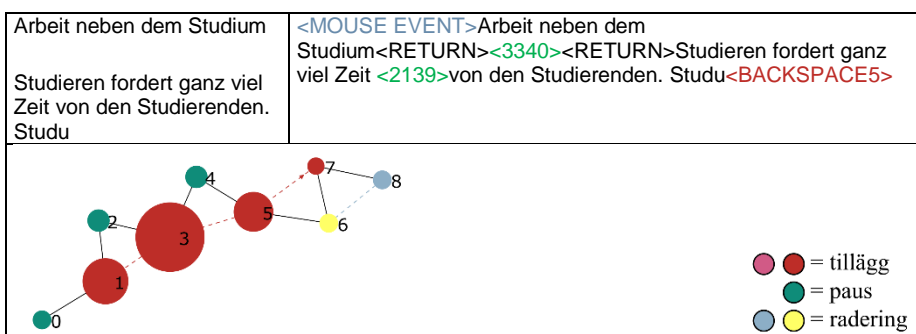 Arbeit neben dem Studium
Studieren fordert ganz viel
Zeit von den Studierenden.
Studu
<MOUSE EVENT>Arbeit neben dem
Studium<RETURN><3340><RETURN>Studieren fordert ganz
viel Zeit <2139>von den Studierenden. Studu<BACKSPACE5>
0
1
2
3
4
5
6
7
8
= tillägg
= paus
= radering